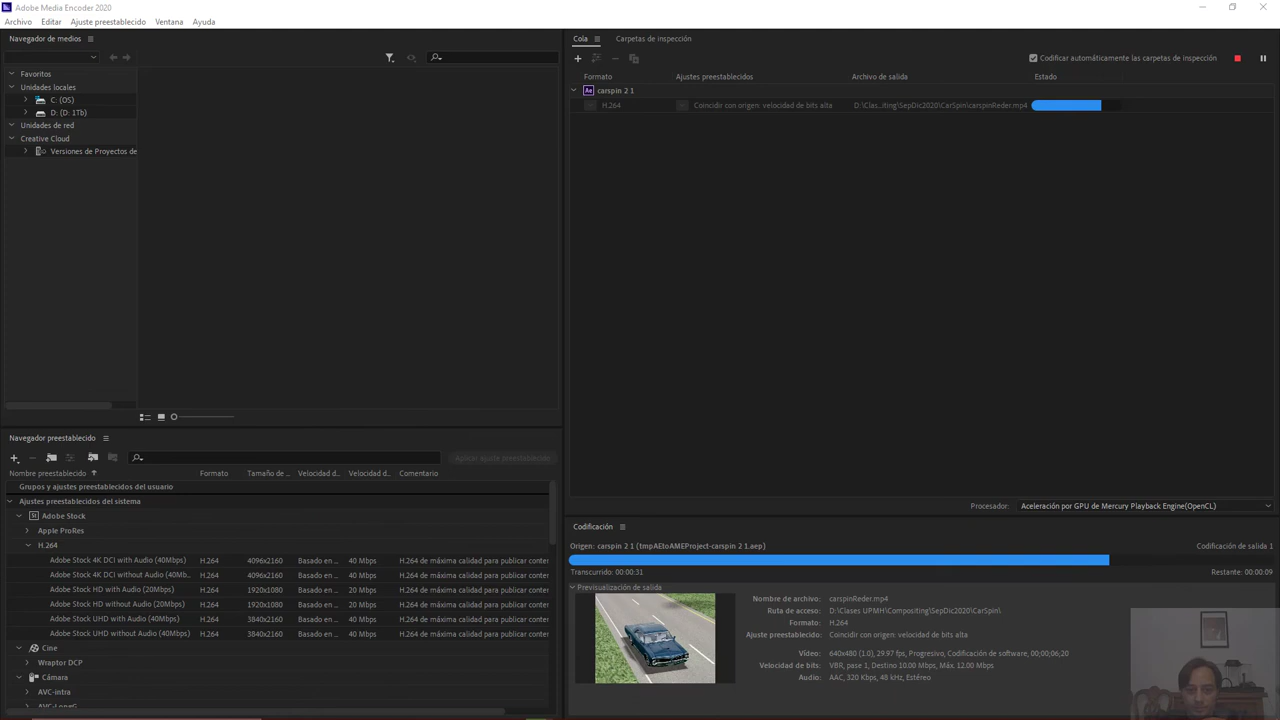 Adobe Media Encoder 2020
Archivo Editar Ajuste preestablecido Ventana Ayuda
Navegador de medios
Favoritos
Unidades locales
C: (OS)
D: (D: 1Tb)
Unidades de red
Creative Cloud
Versiones de Proyectos de
Navegador preestablecido
Aplicar ajuste preestablecido
Nombre preestablecido Formato Tamaño de ... Velocidad d... Velocidad d... Comentario
Grupos y ajustes preestablecidos del usuario
Ajustes preestablecidos del sistema
St Adobe Stock
Apple ProRes
H.264
Adobe Stock 4K DCI with Audio (40Mbps) H.264 4096x2160 Basado en ... 40 Mbps H.264 de máxima calidad para publicar conter
Adobe Stock 4K DCI without Audio (40Mb... H.264 4096x2160 Basado en ... 40 Mbps H.264 de máxima calidad para publicar conter
Adobe Stock HD with Audio (20Mbps) H.264 1920x1080 Basado en ... 20 Mbps H.264 de máxima calidad para publicar conter
Adobe Stock HD without Audio (20Mbps) H.264 1920x1080 Basado en ... 20 Mbps H.264 de máxima calidad para publicar conter
Adobe Stock UHD with Audio (40Mbps) H.264 3840x2160 Basado en ... 40 Mbps H.264 de máxima calidad para publicar conter
Adobe Stock UHD without Audio (40Mbps) H.264 3840x2160 Basado en ... 40 Mbps H.264 de máxima calidad para publicar conter
Cine
Wraptor DCP
Cámara
AVC-intra
AVC-LongG
Cola Carpetas de inspección
Codificar automáticamente las carpetas de inspección
Formato Ajustes preestablecidos Archivo de salida Estado
Ae carspin 2 1
H.264 Coincidir con origen: velocidad de bits alta D:\Clas...iting\SepDic2020\CarSpin\carspinReder.mp4
Procesador: Aceleración por GPU de Mercury Playback Engine(OpenCL)
Codificación
Origen: carspin 2 1 (tmpAEtoAMEProject-carspin 2 1.aep) Codificación de salida 1
Transcurrido: 00:00:31 Restante: 00:00:09
Previsualización de salida
Nombre de archivo: carspinReder.mp4
Ruta de acceso: D:\Clases UPMH\Compositing\SepDic2020\CarSpin\
Formato: H.264
Ajuste preestablecido: Coincidir con origen: velocidad de bits alta
Vídeo: 640x480 (1.0), 29.97 fps, Progresivo, Codificación de software, 00;00;06;20
Velocidad de bits: VBR, pase 1, Destino 10.00 Mbps, Máx. 12.00 Mbps
Audio: AAC, 320 Kbps, 48 kHz, Estéreo